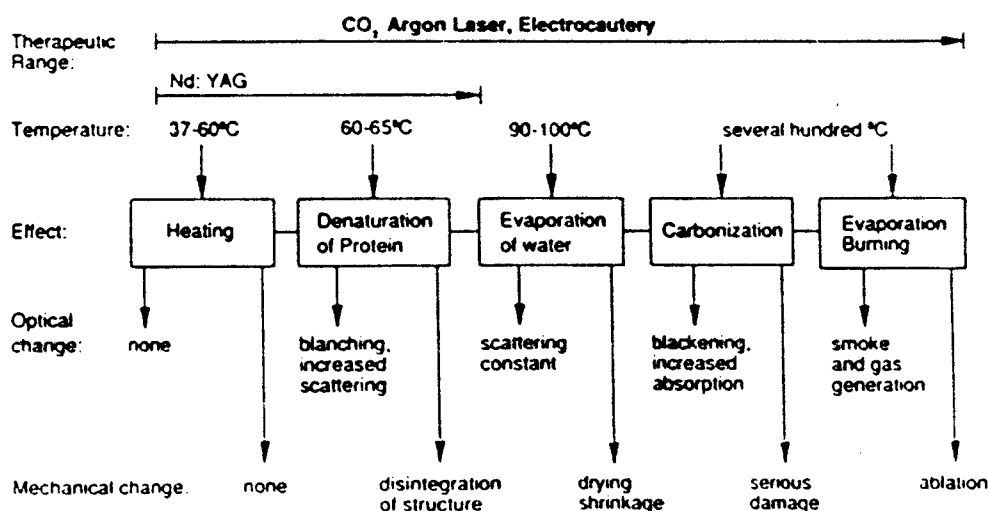 CO₂ Argon Laser, Electrocautery
Therapeutic
Range:
Nd: YAG
Temperature: 37-60°C 60-65°C 90-100°C several hundred °C
Effect:
Heating
Denaturation
of Protein
Evaporation
of water
Carbonization
Evaporation
Burning
Optical
change:
none
blanching,
increased
scattering
scattering
constant
blackening,
increased
absorption
smoke
and gas
generation
Mechanical change.
none
disintegration
of structure
drying
shrinkage
serious
damage
ablation